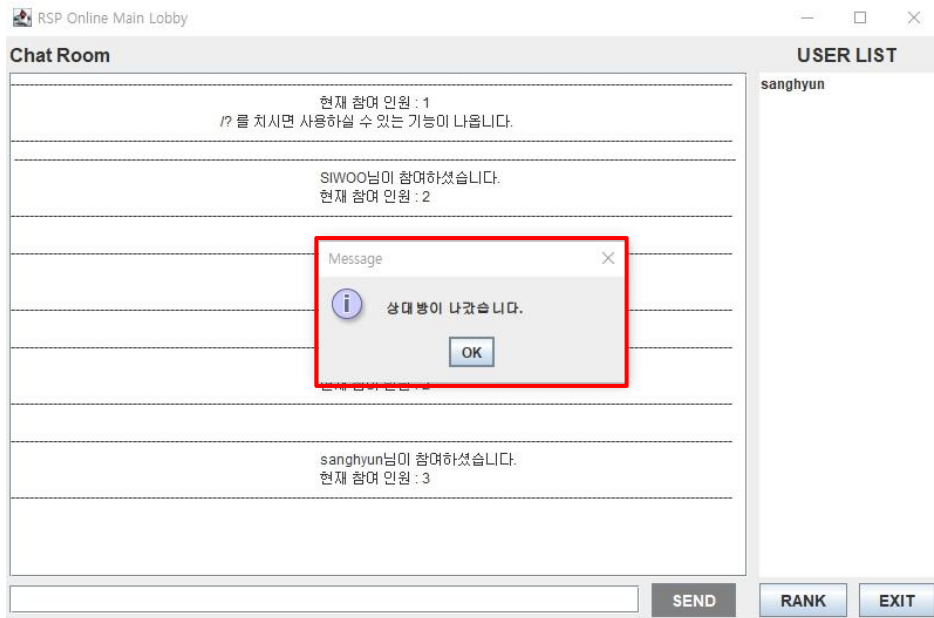 RSP Online Main Lobby
Chat Room
USER LIST
현재 참여 인원 : 1
/? 를 치시면 사용하실 수 있는 기능이 나옵니다.
SIWOO님이 참여하셨습니다.
현재 참여 인원 : 2
Message
상대방이 나갔습니다.
OK
sanghyun님이 참여하셨습니다.
현재 참여 인원 : 3
sanghyun
SEND
RANK
EXIT